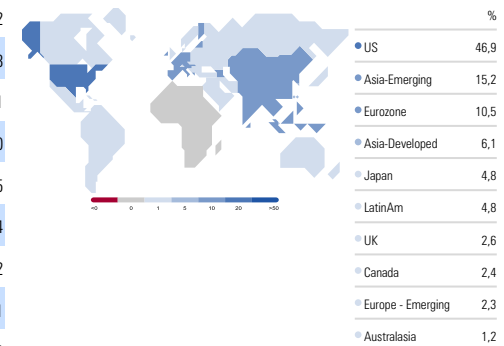 %
US 46,9
Asia-Emerging 15,2
Eurozone 10,5
Asia-Developed 6,1
Japan 4,8
LatinAm 4,8
UK 2,6
Canada 2,4
Europe - Emerging 2,3
Australasia 1,2
<0 0 1 5 10 20 >50